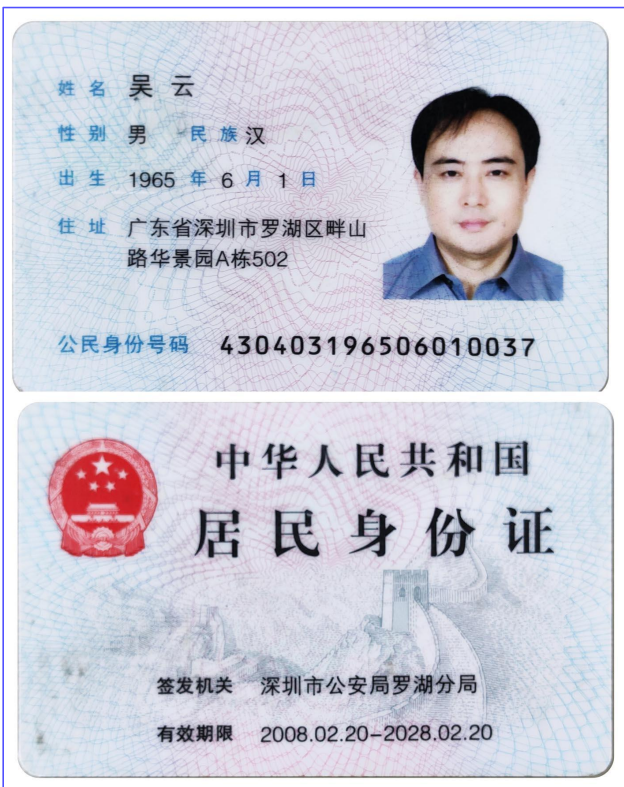 姓名 吴云
性别 男 民族 汉
出生 1965 年 6 月 1 日
住址 广东省深圳市罗湖区畔山
路华景园A栋502
公民身份号码 430403196506010037
中华人民共和国
居民身份证
签发机关 深圳市公安局罗湖分局
有效期限 2008.02.20-2028.02.20